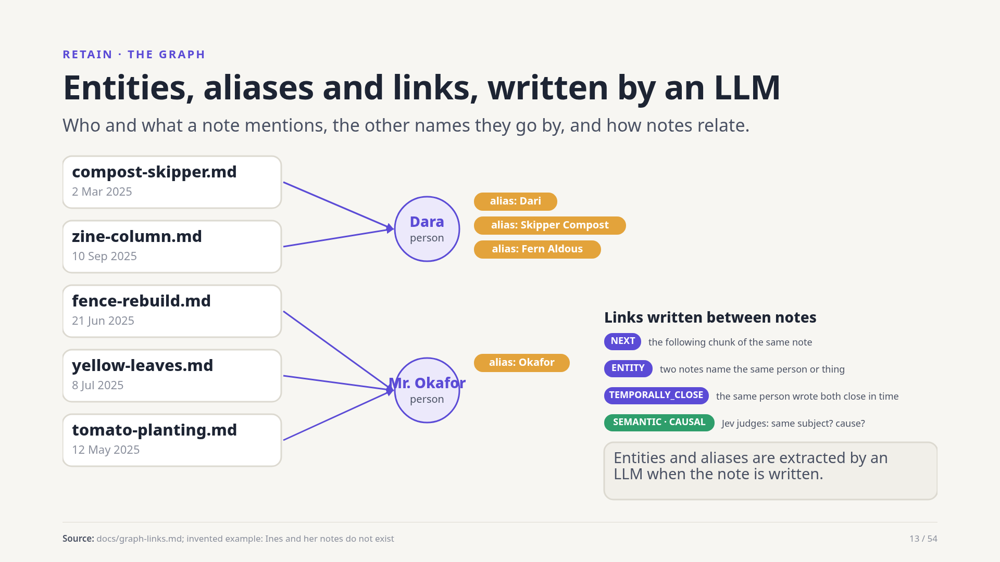 RETAIN · THE GRAPH
Entities, aliases and links, written by an LLM
Who and what a note mentions, the other names they go by, and how notes relate.
compost-skipper.md
2 Mar 2025
zine-column.md
10 Sep 2025
fence-rebuild.md
21 Jun 2025
yellow-leaves.md
8 Jul 2025
tomato-planting.md
12 May 2025
Dara
person
alias: Dari
alias: Skipper Compost
alias: Fern Aldous
Mr. Okafor
person
alias: Okafor
Links written between notes
NEXT the following chunk of the same note
ENTITY two notes name the same person or thing
TEMPORALLY_CLOSE the same person wrote both close in time
SEMANTIC · CAUSAL Jev judges: same subject? cause?
Entities and aliases are extracted by an
LLM when the note is written.
Source: docs/graph-links.md; invented example: Ines and her notes do not exist
13 / 54